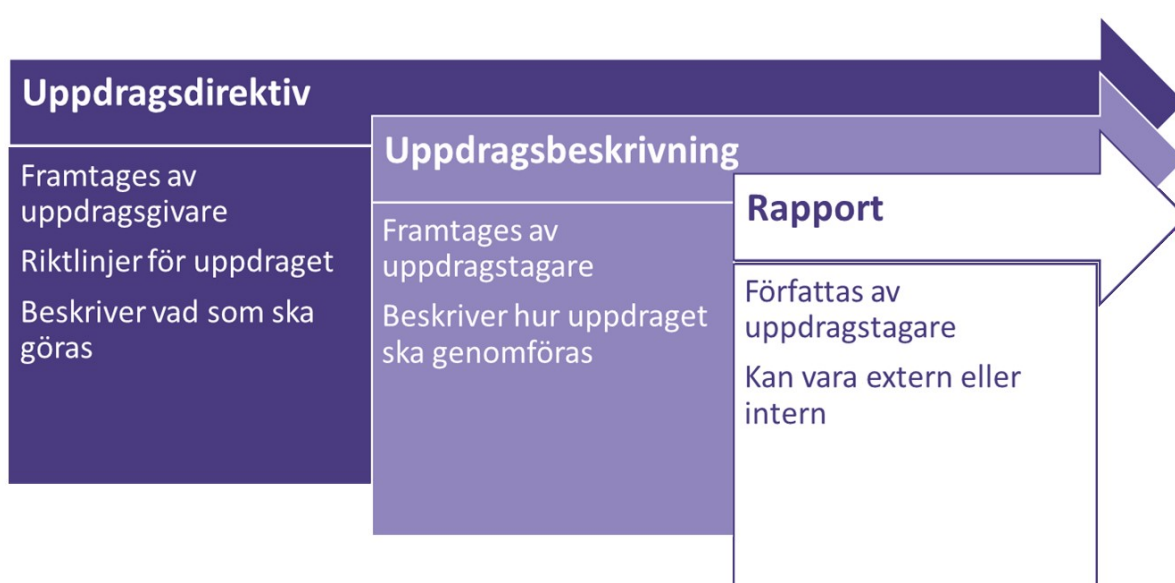 Uppdragsdirektiv
Framtages av
uppdragsgivare
Riktlinjer för uppdraget
Beskriver vad som ska
göras
Uppdragsbeskrivning
Framtages av
uppdragstagare
Beskriver hur uppdraget
ska genomföras
Rapport
Författas av
uppdragstagare
Kan vara extern eller
intern